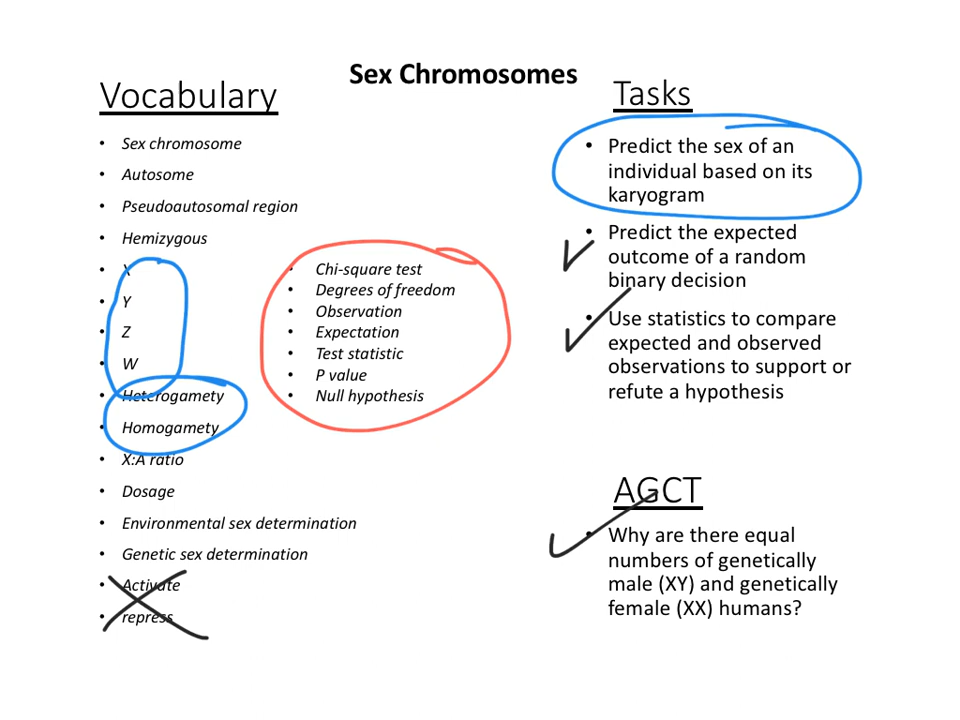 Sex Chromosomes
Vocabulary
Sex chromosome
Autosome
Pseudoautosomal region
Hemizygous
X
Y
Z
W
Heterogamety
Homogamety
X:A ratio
Dosage
Environmental sex determination
Genetic sex determination
Activate
repress
Chi-square test
Degrees of freedom
Observation
Expectation
Test statistic
P value
Null hypothesis
Tasks
Predict the sex of an
individual based on its
karyogram
Predict the expected
outcome of a random
binary decision
Use statistics to compare
expected and observed
observations to support or
refute a hypothesis
AGCT
Why are there equal
numbers of genetically
male (XY) and genetically
female (XX) humans?